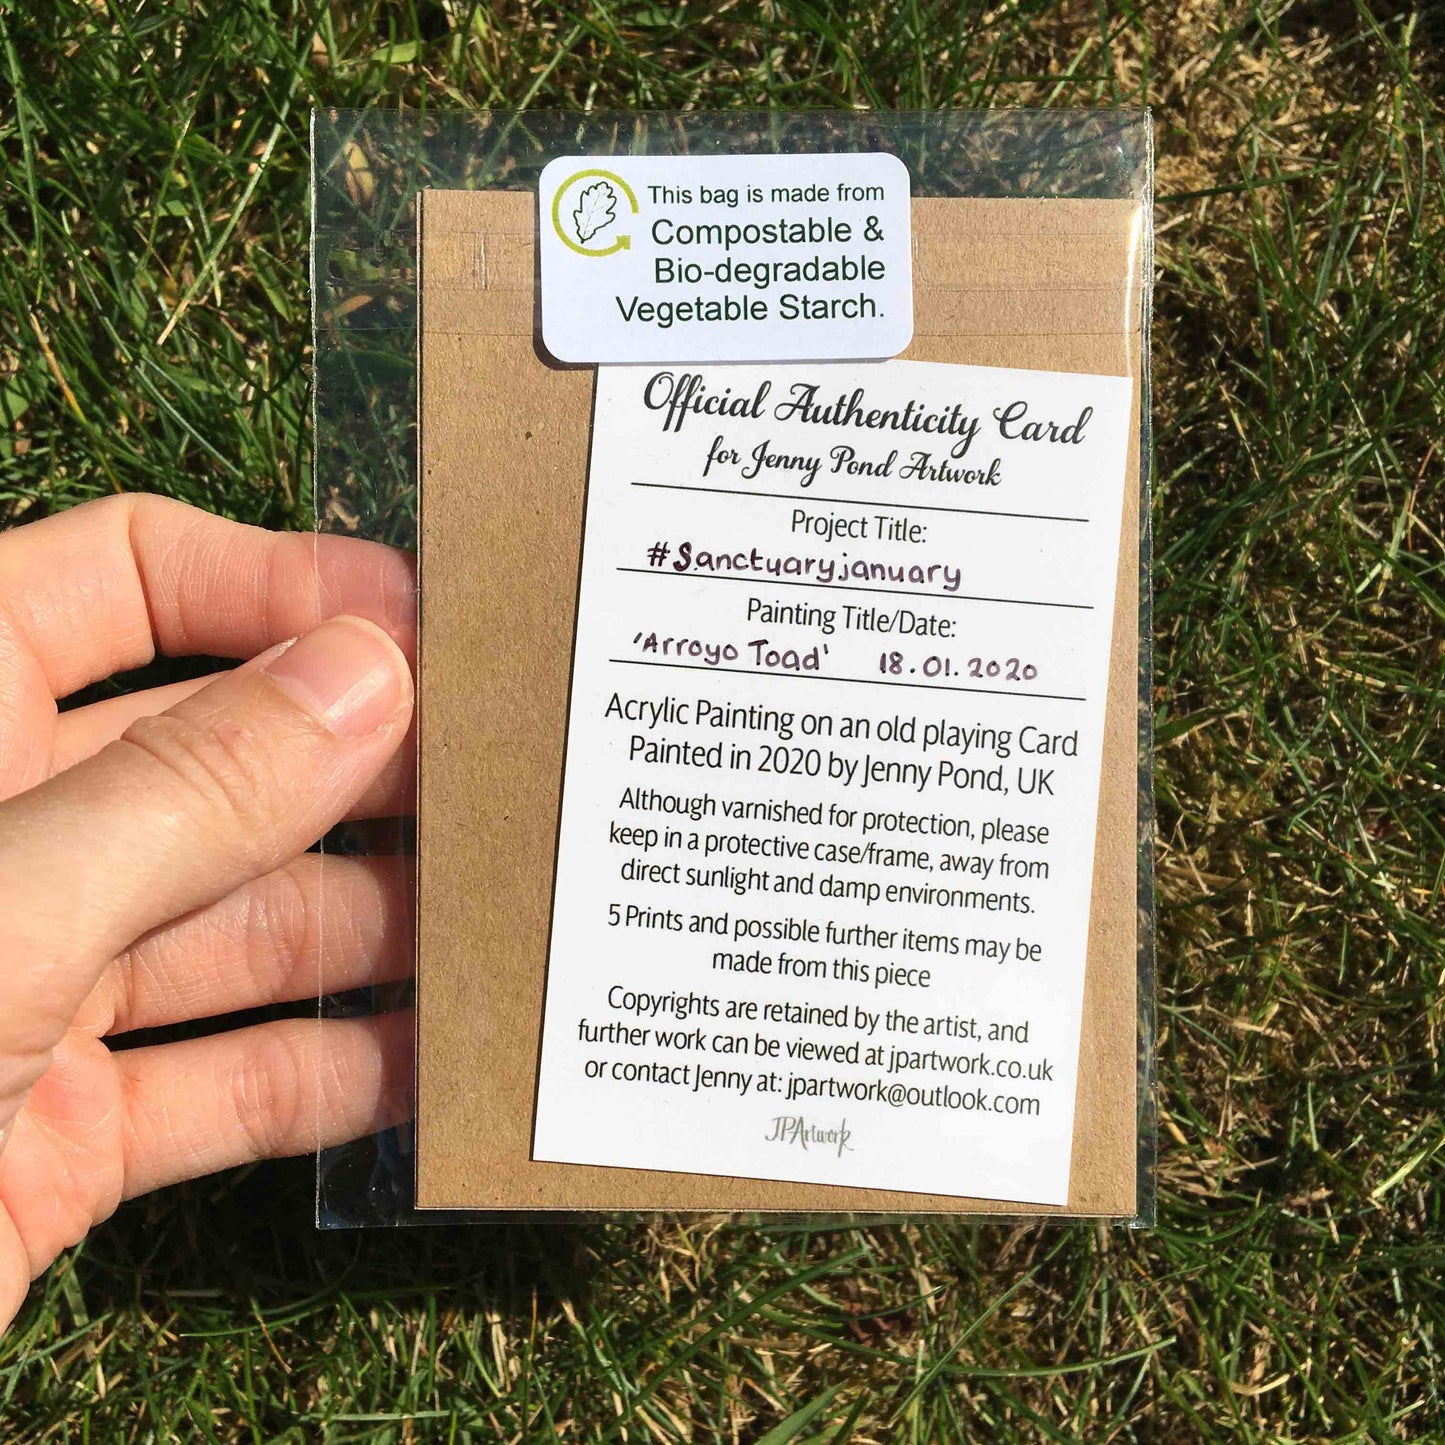 This bag is made from
Compostable &
Bio-degradable
Vegetable Starch.
Official Authenticity Card
for Jenny Pond Artwork
Project Title:
#Sanctuaryjanuary
Painting Title/Date:
'Arroyo Toad' 18.01.2020
Acrylic Painting on an old playing Card
Painted in 2020 by Jenny Pond, UK
Although varnished for protection, please
keep in a protective case/frame, away from
direct sunlight and damp environments.
5 Prints and possible further items may be
made from this piece
Copyrights are retained by the artist, and
further work can be viewed at jpartwork.co.uk
or contact Jenny at: jpartwork@outlook.com
JPArtwork